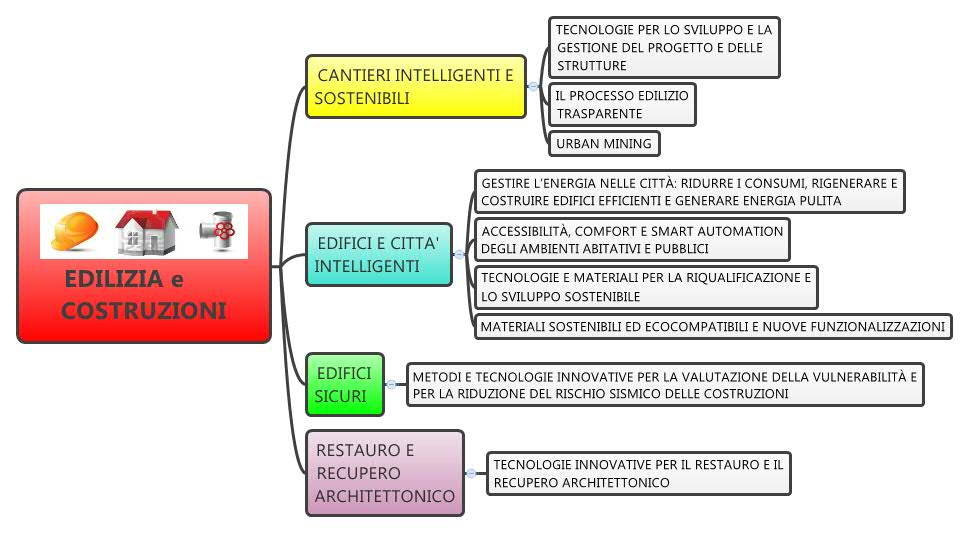 EDILIZIA e
COSTRUZIONI
CANTIERI INTELLIGENTI E
SOSTENIBILI
TECNOLOGIE PER LO SVILUPPO E LA
GESTIONE DEL PROGETTO E DELLE
STRUTTURE
IL PROCESSO EDILIZIO
TRASPARENTE
URBAN MINING
EDIFICI E CITTA'
INTELLIGENTI
GESTIRE L'ENERGIA NELLE CITTÀ: RIDURRE I CONSUMI, RIGENERARE E
COSTRUIRE EDIFICI EFFICIENTI E GENERARE ENERGIA PULITA
ACCESSIBILITÀ, COMFORT E SMART AUTOMATION
DEGLI AMBIENTI ABITATIVI E PUBBLICI
TECNOLOGIE E MATERIALI PER LA RIQUALIFICAZIONE E
LO SVILUPPO SOSTENIBILE
MATERIALI SOSTENIBILI ED ECOCOMPATIBILI E NUOVE FUNZIONALIZZAZIONI
EDIFICI
SICURI
METODI E TECNOLOGIE INNOVATIVE PER LA VALUTAZIONE DELLA VULNERABILITÀ E
PER LA RIDUZIONE DEL RISCHIO SISMICO DELLE COSTRUZIONI
RESTAURO E
RECUPERO
ARCHITETTONICO
TECNOLOGIE INNOVATIVE PER IL RESTAURO E IL
RECUPERO ARCHITETTONICO